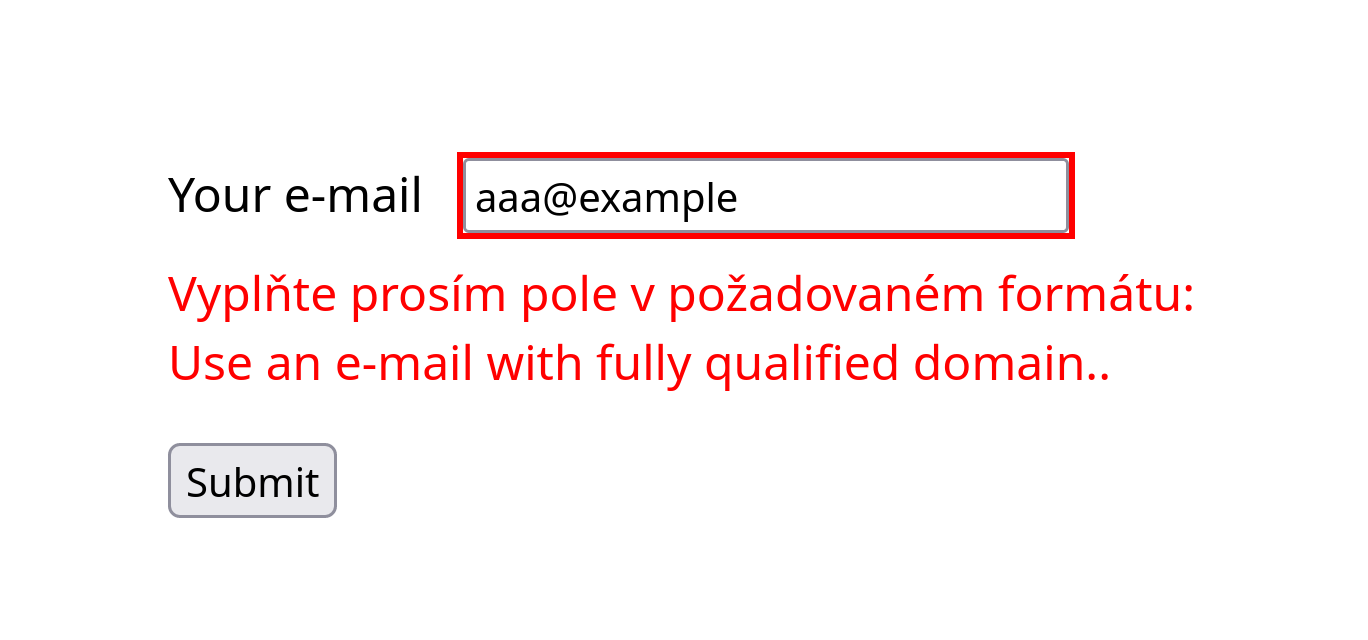 Your e-mail aaa@example
Vyplňte prosím pole v požadovaném formátu:
Use an e-mail with fully qualified domain..
Submit